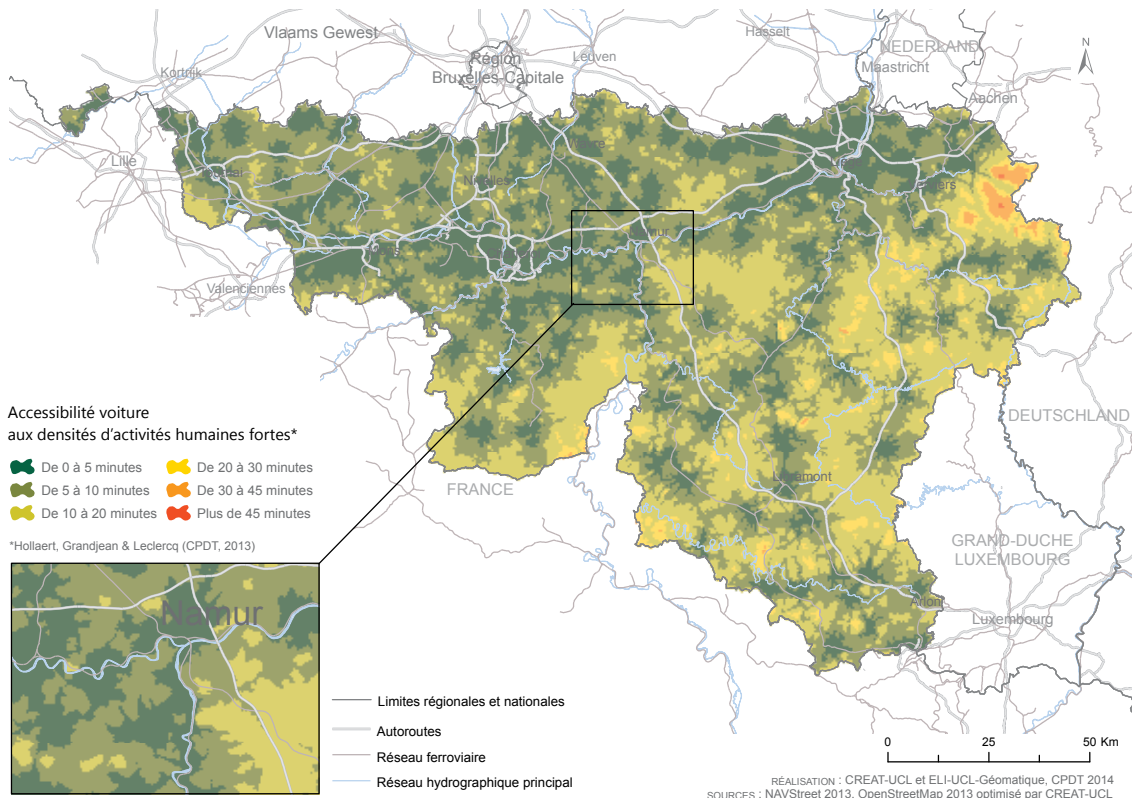 Vlaams Gewest
Hasselt
NEDERLAND
N
Kortrijk
Région
Bruxelles-Capitale
Leuven
Maastricht
Aachen
Lille
Nivelles
Valenciennes
Namur
DEUTSCHLAND
FRANCE
Libramont
GRAND-DUCHE
LUXEMBOURG
Arlon
Luxembourg
Accessibilité voiture
aux densités d'activités humaines fortes*
De 0 à 5 minutes
De 20 à 30 minutes
De 5 à 10 minutes
De 30 à 45 minutes
De 10 à 20 minutes
Plus de 45 minutes
*Hollaert, Grandjean & Leclercq (CPDT, 2013)
Namur
Limites régionales et nationales
Autoroutes
Réseau ferroviaire
Réseau hydrographique principal
0 25 50 Km
RÉALISATION : CREAT-UCL et ELI-UCL-Géomatique, CPDT 2014
SOURCES : NAVStreet 2013, OpenStreetMap 2013 optimisé par CREAT-UCL